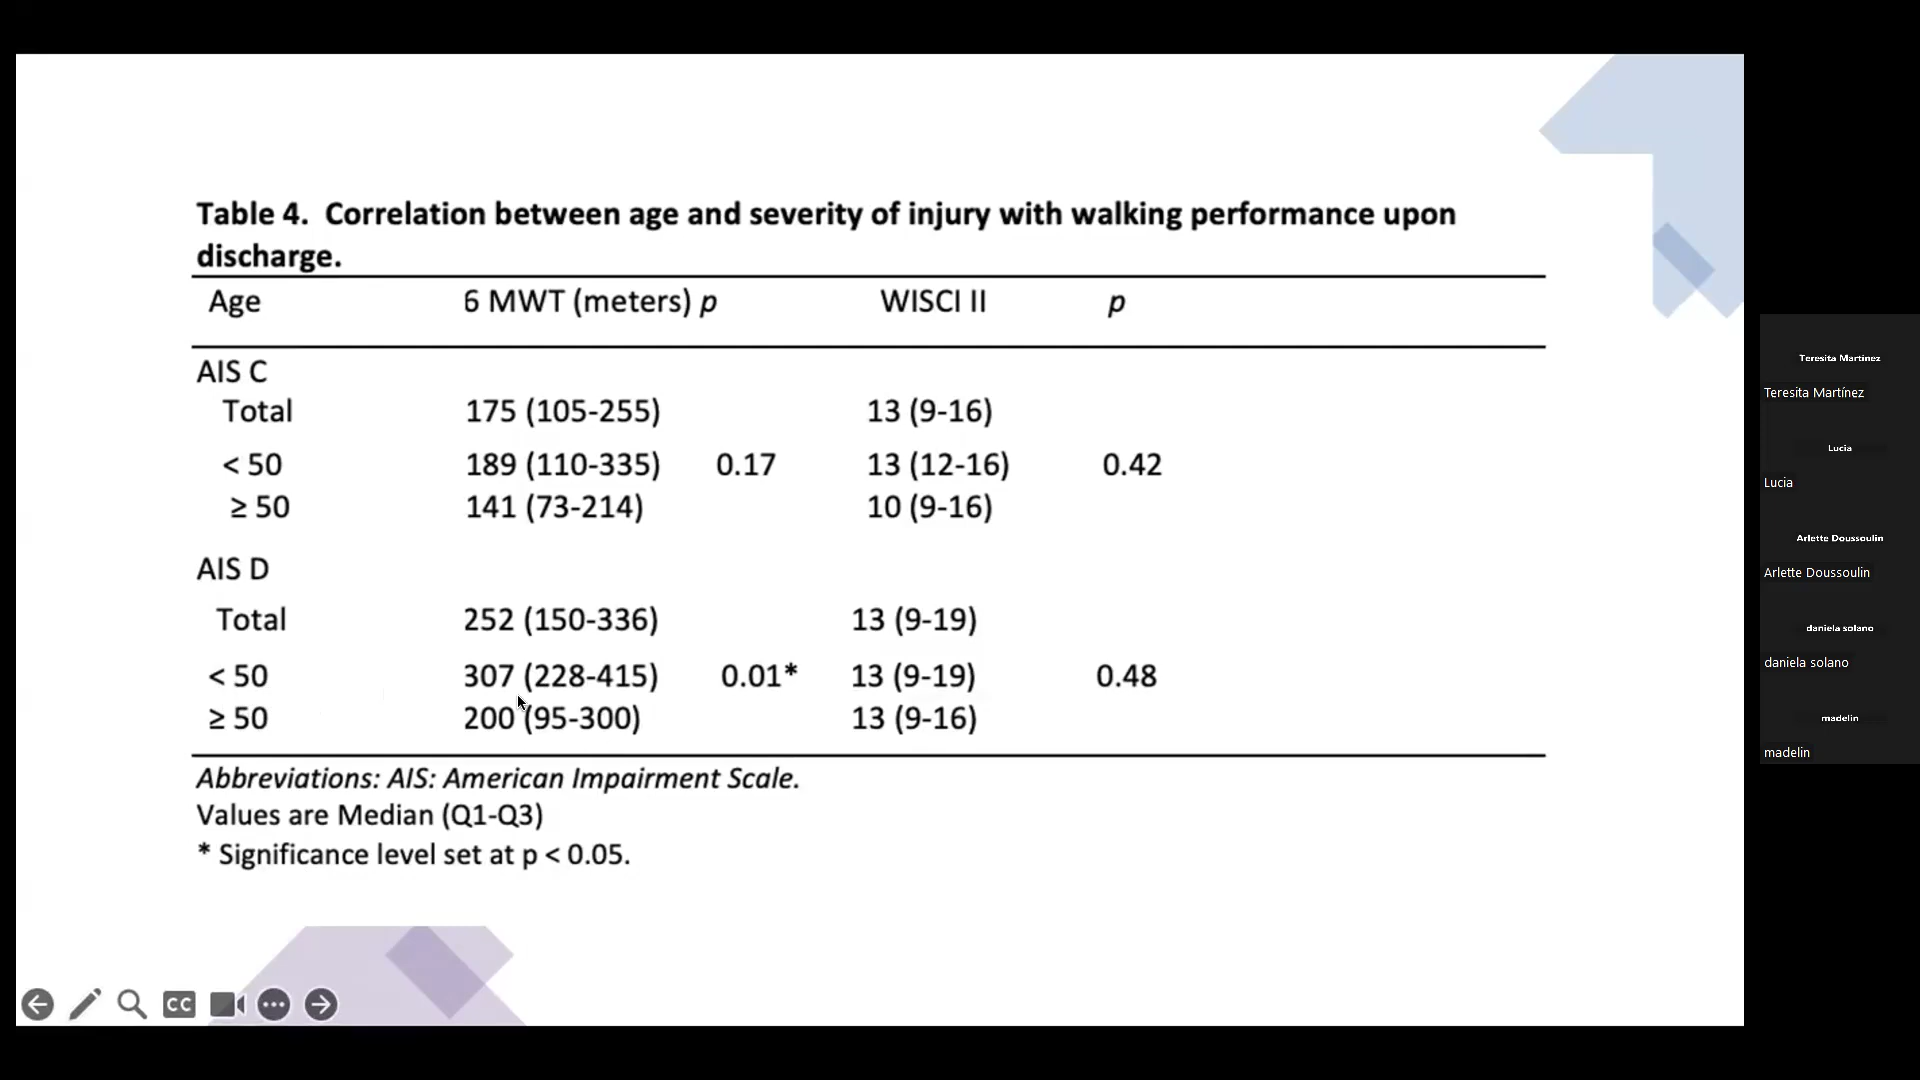 Table 4. Correlation between age and severity of injury with walking performance upon
discharge.
Age 6 MWT (meters) p WISCI II p
AIS C
Total 175 (105-255) 13 (9-16)
< 50 189 (110-335) 0.17 13 (12-16) 0.42
≥ 50 141 (73-214) 10 (9-16)
AIS D
Total 252 (150-336) 13 (9-19)
< 50 307 (228-415) 0.01* 13 (9-19) 0.48
≥ 50 200 (95-300) 13 (9-16)
Abbreviations: AIS: American Impairment Scale.
Values are Median (Q1-Q3)
* Significance level set at p < 0.05.
CC
Teresita Martinez
Teresita Martínez
Lucia
Lucia
Arlette Doussoulin
Arlette Doussoulin
daniela solano
daniela solano
madelin
madelin